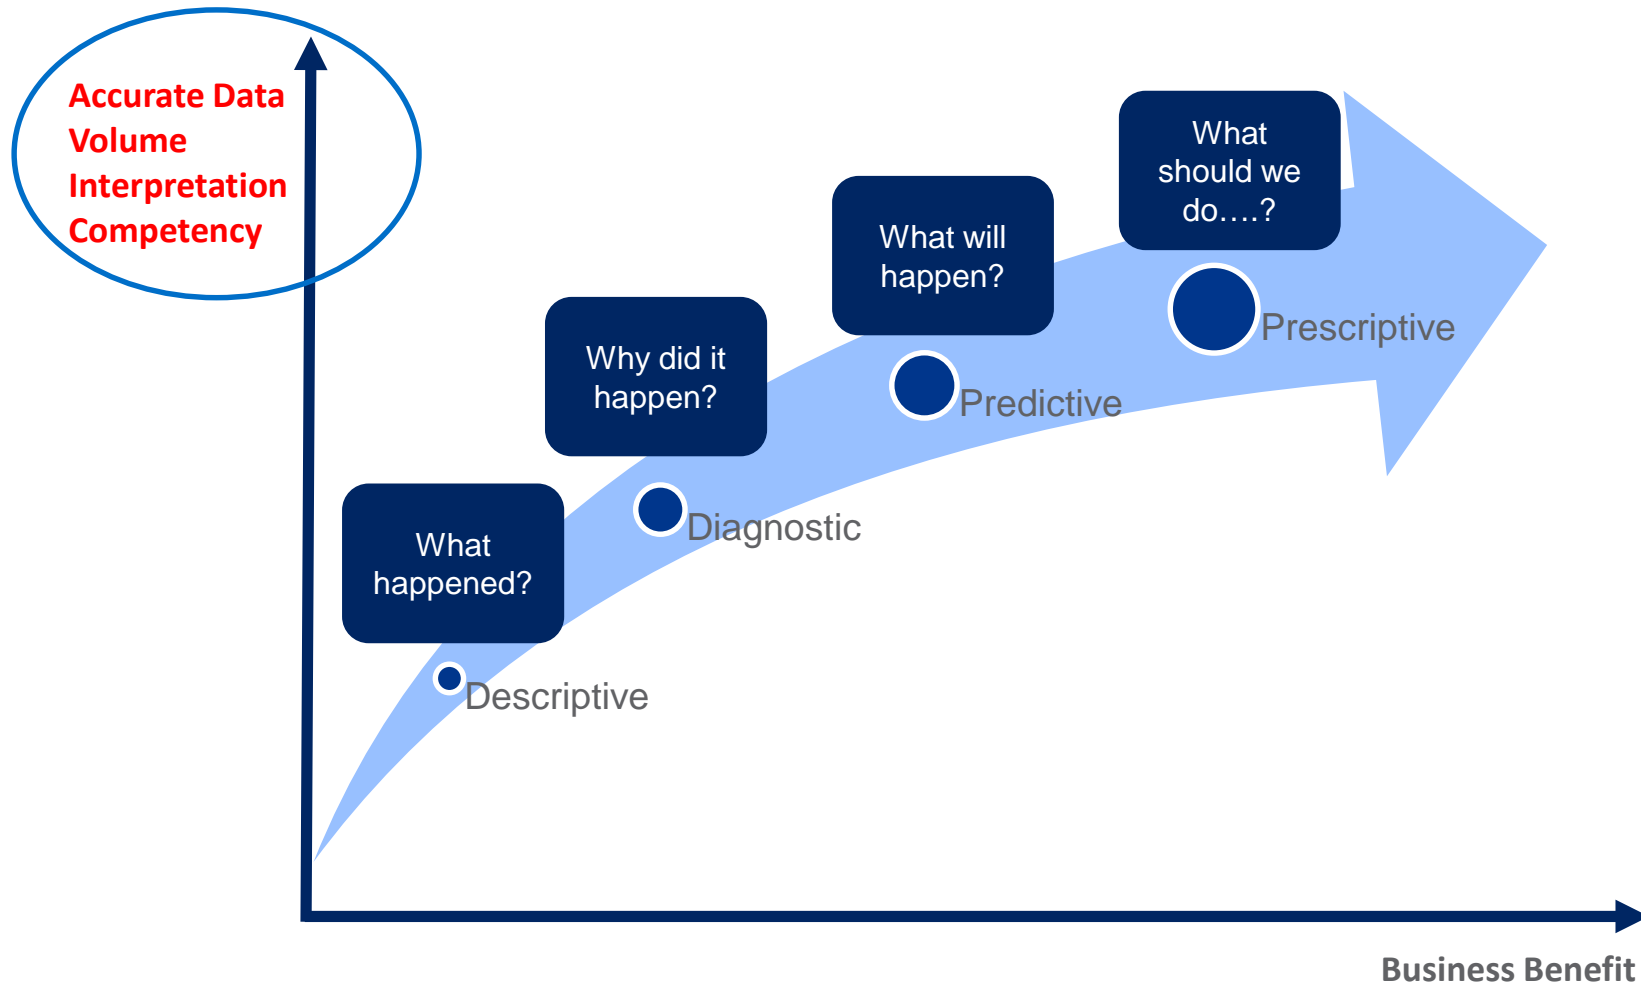 Accurate Data
Volume
Interpretation
Competency
What
happened?
Descriptive
Why did it
happen?
Diagnostic
What will
happen?
Predictive
What
should we
do....?
Prescriptive
Business Benefit